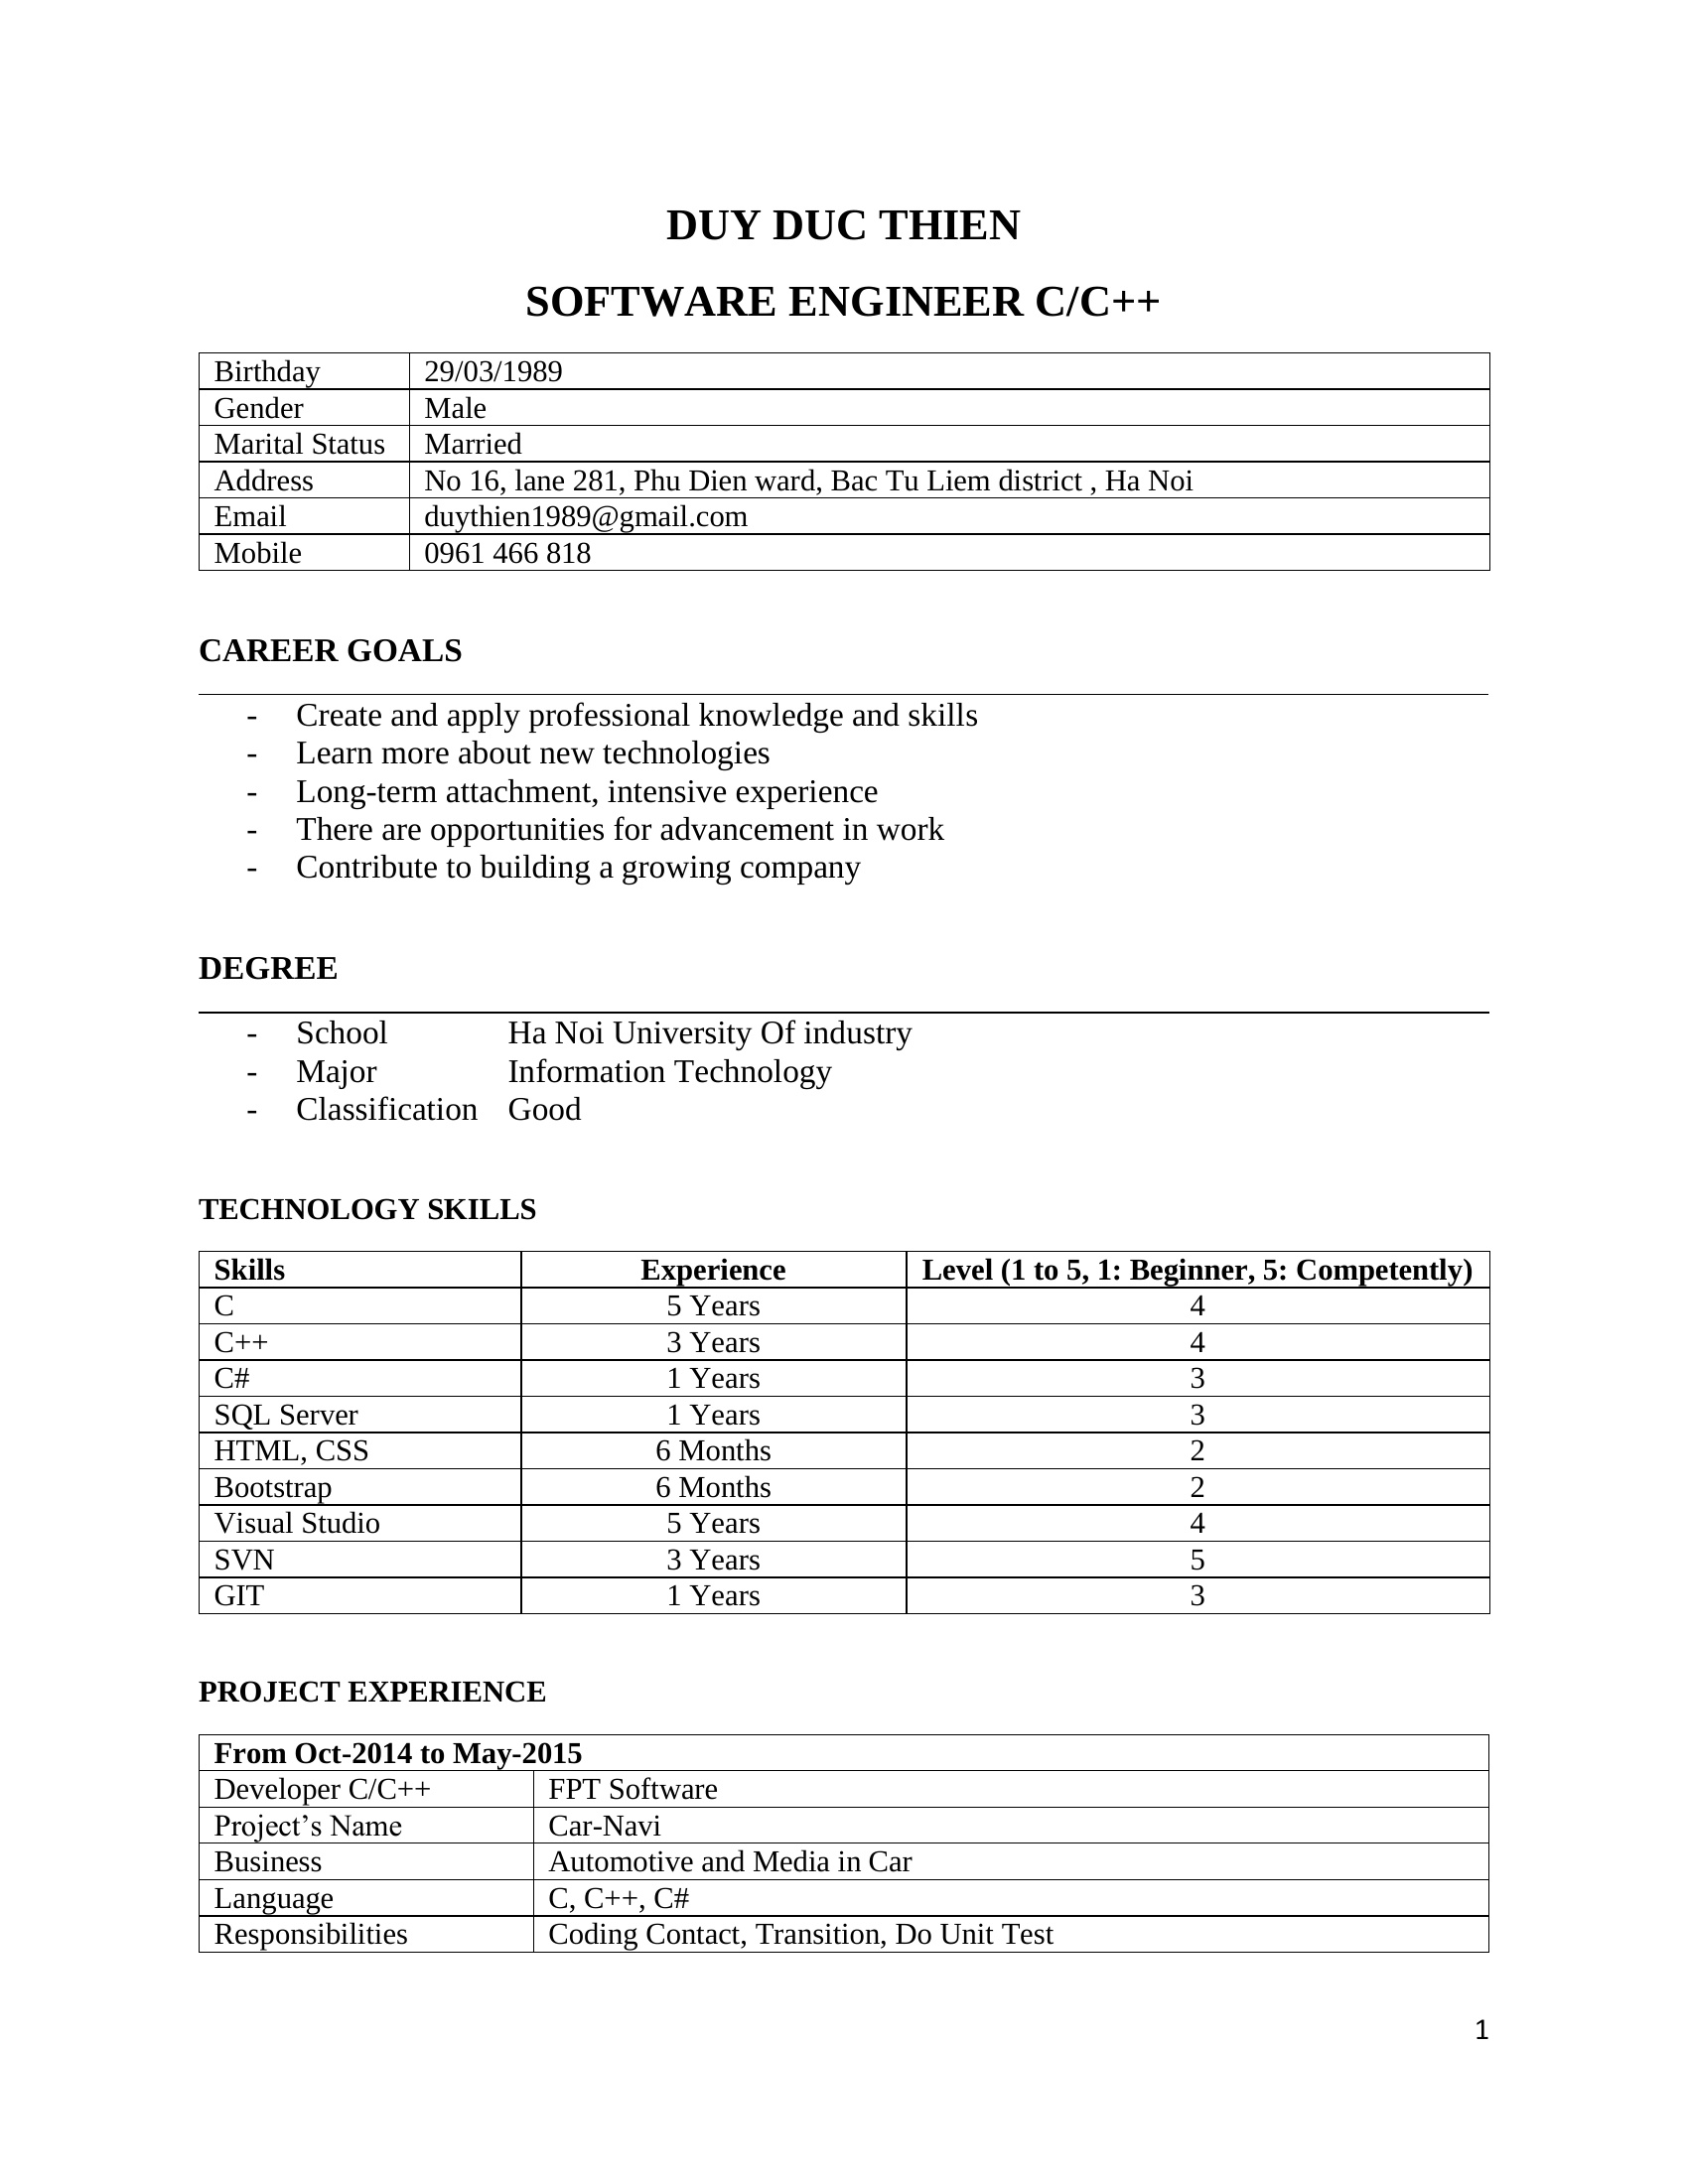 DUY DUC THIEN
SOFTWARE ENGINEER C/C++
Birthday 29/03/1989
Gender Male
Marital Status Married
Address No 16, lane 281, Phu Dien ward, Bac Tu Liem district , Ha Noi
Email duythien1989@gmail.com
Mobile 0961 466 818
CAREER GOALS
- Create and apply professional knowledge and skills
- Learn more about new technologies
- Long-term attachment, intensive experience
- There are opportunities for advancement in work
- Contribute to building a growing company
DEGREE
- School Ha Noi University Of industry
- Major Information Technology
- Classification Good
TECHNOLOGY SKILLS
Skills Experience Level (1 to 5, 1: Beginner, 5: Competently)
C 5 Years 4
C++ 3 Years 4
C# 1 Years 3
SQL Server 1 Years 3
HTML, CSS 6 Months 2
Bootstrap 6 Months 2
Visual Studio 5 Years 4
SVN 3 Years 5
GIT 1 Years 3
PROJECT EXPERIENCE
From Oct-2014 to May-2015
Developer C/C++ FPT Software
Project’s Name Car-Navi
Business Automotive and Media in Car
Language C, C++, C#
Responsibilities Coding Contact, Transition, Do Unit Test
1